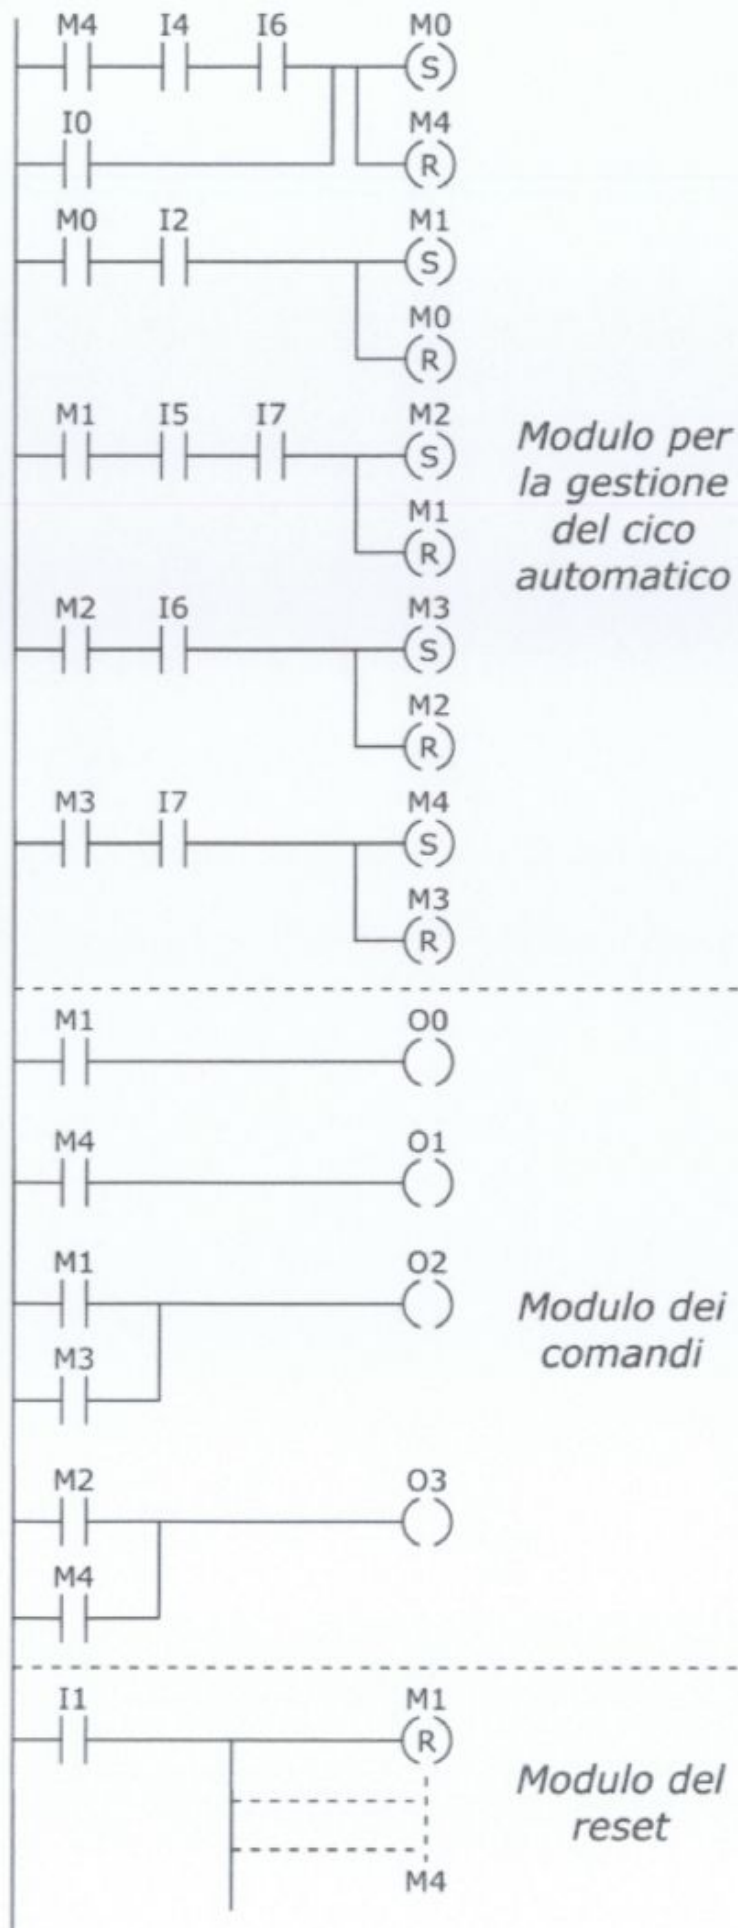 M4 I4 I6 M0
S
I0 M4
R
M0 I2 M1
S
M0
R
M1 I5 I7 M2
S
M1
R
Modulo per
la gestione
del cico
automatico
M2 I6 M3
S
M2
R
M3 I7 M4
S
M3
R
M1 O0
M4 O1
M1 O2
M3
Modulo dei
comandi
M2 O3
M4
I1 M1
R
Modulo del
reset
M4